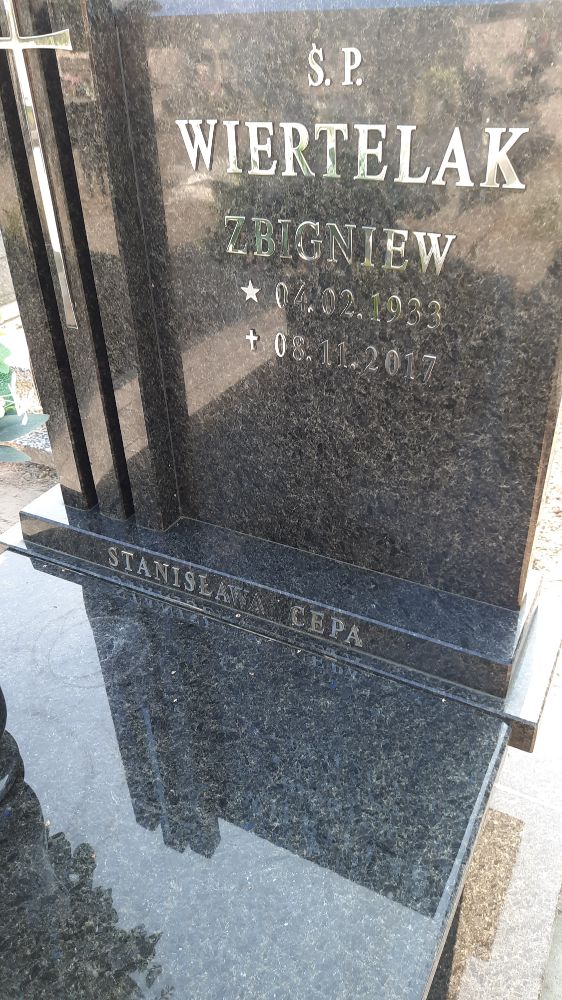 Ś. P.
WIERTELAK
ZBIGNIEW
★ 04.02.1933
✝ 08.11.2017
STANISŁAWA CEPA